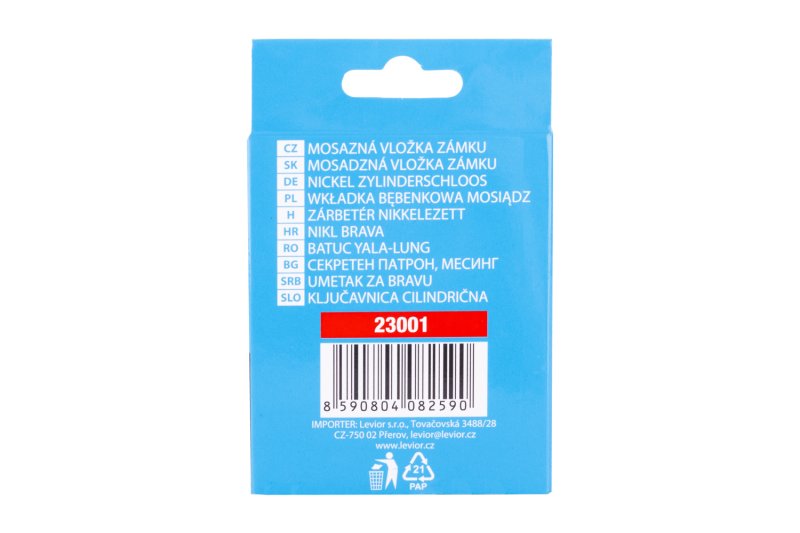 CZ MOSAZNÁ VLOŽKA ZÁMKU
SK MOSADZNÁ VLOŽKA ZÁMKU
DE NICKEL ZYLINDERSCHLOOS
PL WKŁADKA BĘBENKOWA MOSIĄDZ
H ZÁRBETÉR NIKKELEZETT
HR NIKL BRAVA
RO BATUC YALA-LUNG
BG СЕКРЕТЕН ПАТРОН, МЕСИНГ
SRB UMETAK ZA BRAVU
SLO KLJUČAVNICA CILINDRIČNA
23001
8 590804 082590
IMPORTER: Levior s.r.o., Tovačovská 3488/28
CZ-750 02 Přerov, levior@levior.cz
www.levior.cz
21
PAP